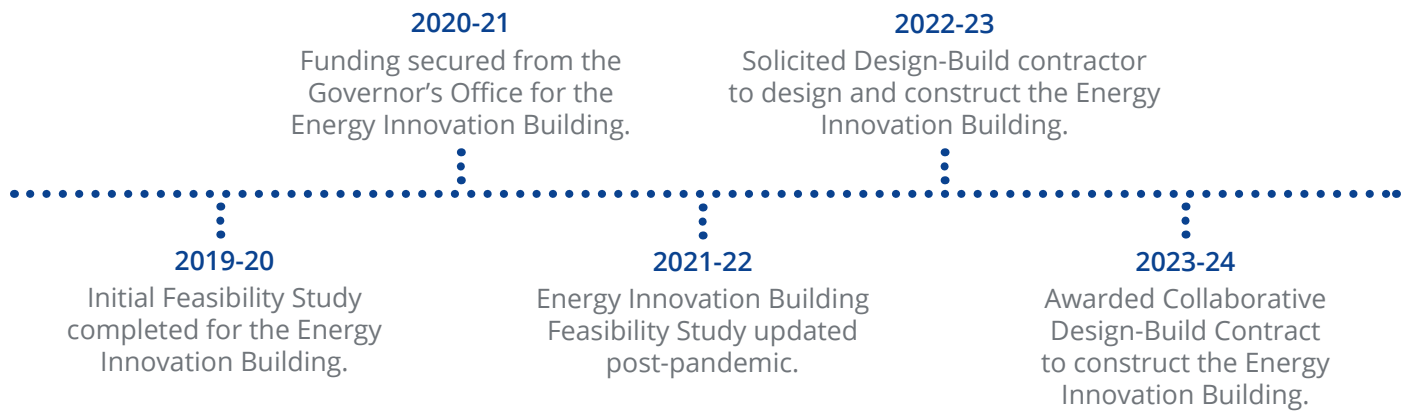 2020-21
Funding secured from the
Governor's Office for the
Energy Innovation Building.
2022-23
Solicited Design-Build contractor
to design and construct the Energy
Innovation Building.
2019-20
Initial Feasibility Study
completed for the Energy
Innovation Building.
2021-22
Energy Innovation Building
Feasibility Study updated
post-pandemic.
2023-24
Awarded Collaborative
Design-Build Contract
to construct the Energy
Innovation Building.